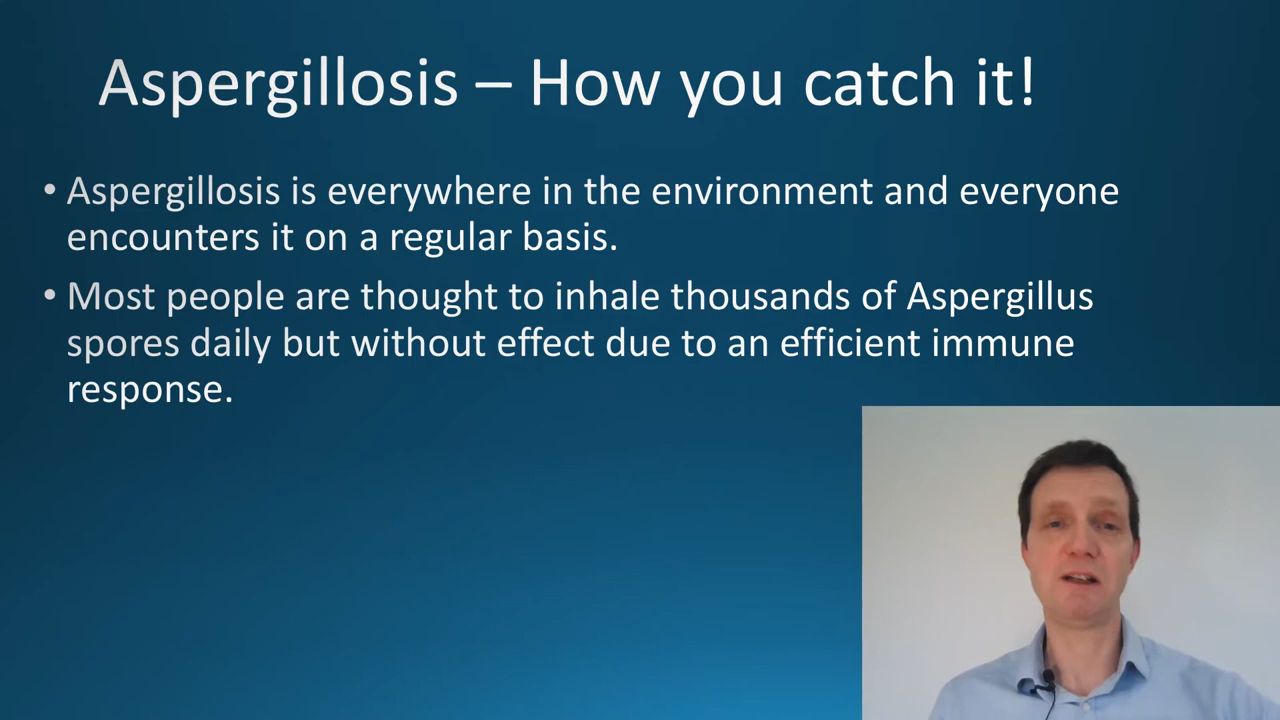 Aspergillosis – How you catch it!
• Aspergillosis is everywhere in the environment and everyone
encounters it on a regular basis.
• Most people are thought to inhale thousands of Aspergillus
spores daily but without effect due to an efficient immune
response.